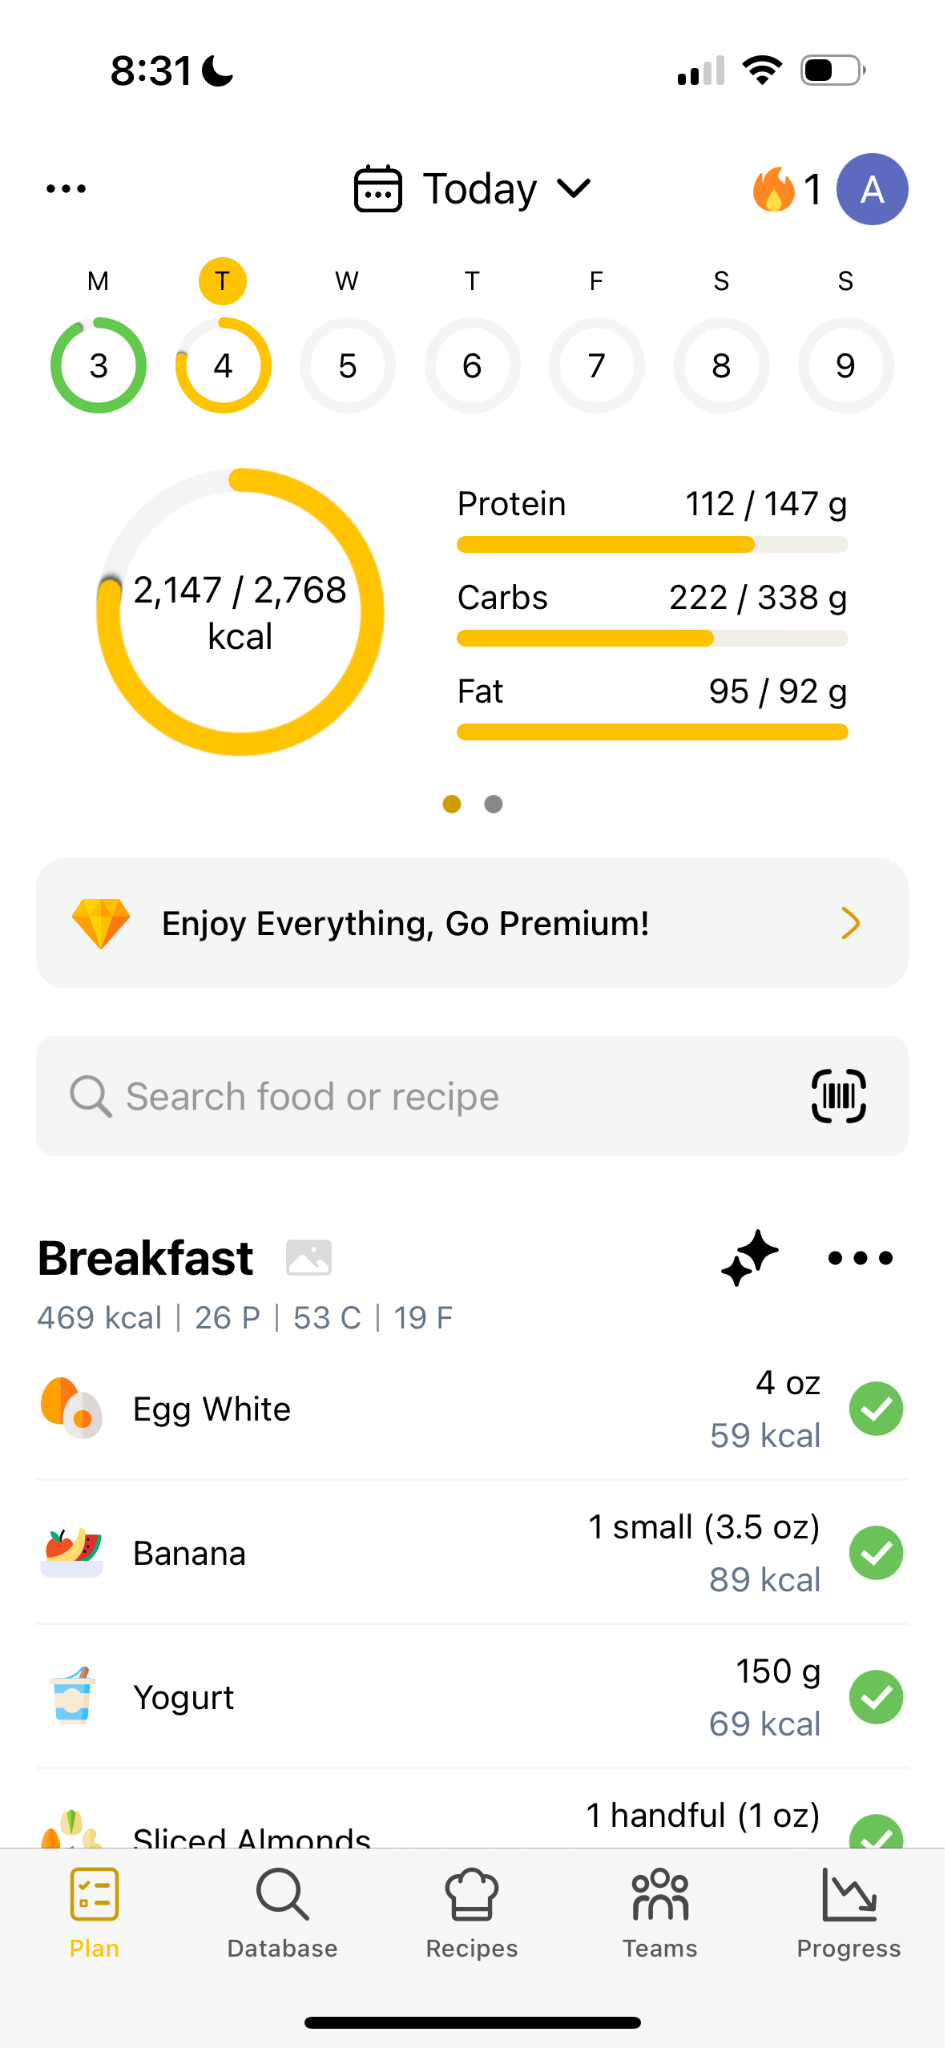 8:31
Today
1
A
M T W T F S S
3 4 5 6 7 8 9
2,147 / 2,768
kcal
Protein 112 / 147 g
Carbs 222 / 338 g
Fat 95 / 92 g
Enjoy Everything, Go Premium!
Search food or recipe
Breakfast
469 kcal | 26 P | 53 C | 19 F
Egg White
4 oz
59 kcal
Banana
1 small (3.5 oz)
89 kcal
Yogurt
150 g
69 kcal
Sliced Almonds
1 handful (1 oz)
Plan Database Recipes Teams Progress